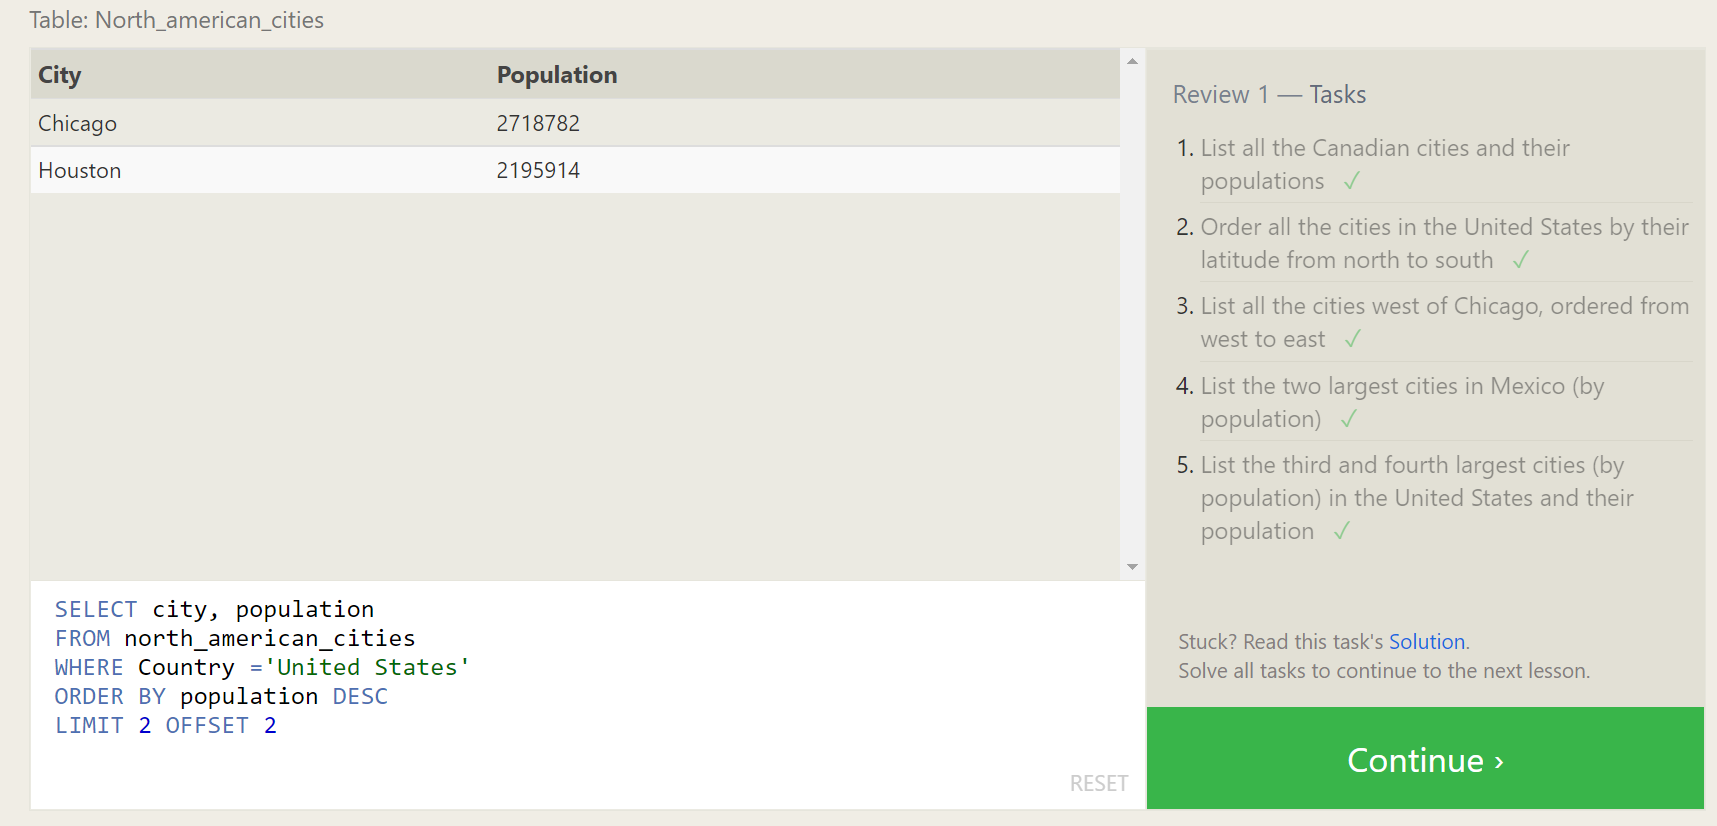 Table: North_american_cities
City Population
Chicago 2718782
Houston 2195914
SELECT city, population
FROM north_american_cities
WHERE Country ='United States'
ORDER BY population DESC
LIMIT 2 OFFSET 2
RESET
Review 1 — Tasks
1. List all the Canadian cities and their
populations ✓
2. Order all the cities in the United States by their
latitude from north to south ✓
3. List all the cities west of Chicago, ordered from
west to east ✓
4. List the two largest cities in Mexico (by
population) ✓
5. List the third and fourth largest cities (by
population) in the United States and their
population ✓
Stuck? Read this task's Solution.
Solve all tasks to continue to the next lesson.
Continue ›